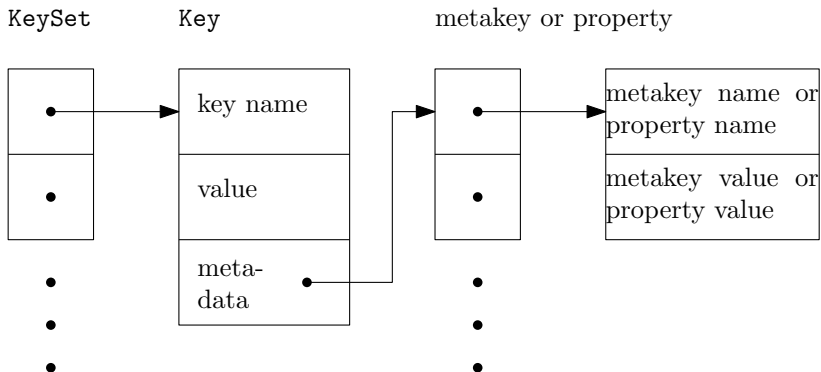 KeySet
Key
metakey or property
key name
value
meta-
data
metakey name or
property name
metakey value or
property value